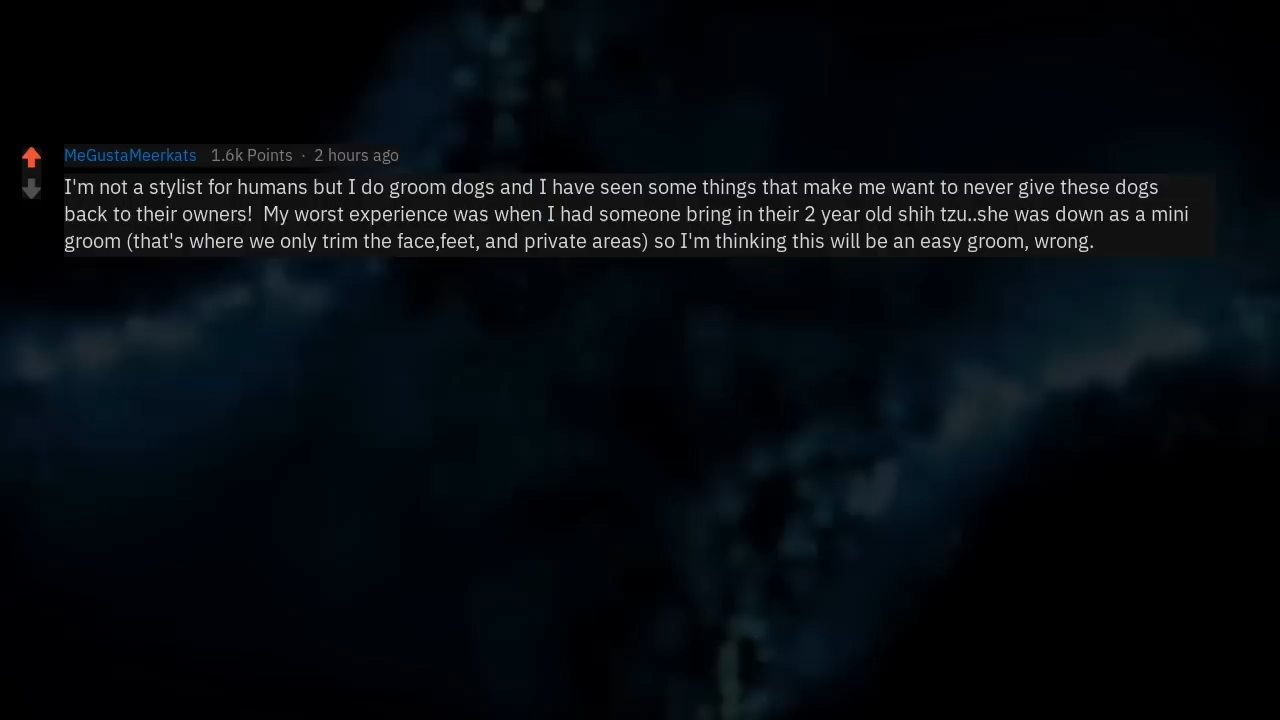 MeGustaMeerkats 1.6k Points · 2 hours ago
I'm not a stylist for humans but I do groom dogs and I have seen some things that make me want to never give these dogs
back to their owners!  My worst experience was when I had someone bring in their 2 year old shih tzu..she was down as a mini
groom (that's where we only trim the face,feet, and private areas) so I'm thinking this will be an easy groom, wrong.